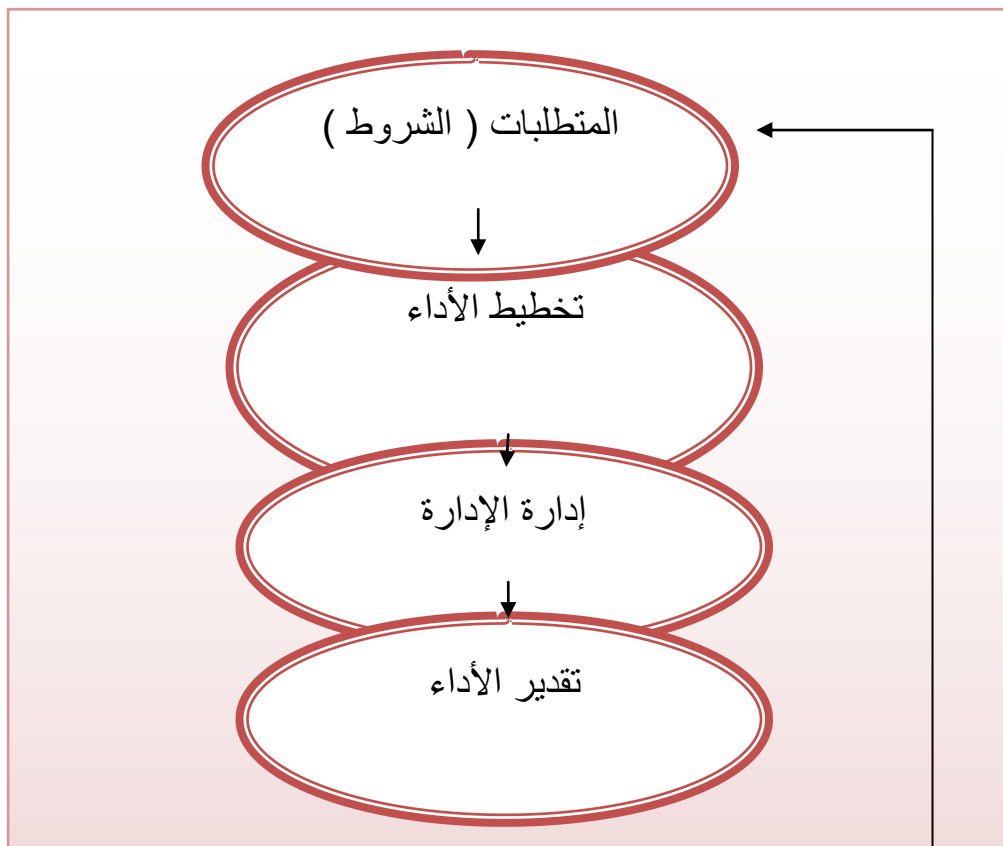 المتطلبات ( الشروط )
تخطيط الأداء
إدارة الإدارة
تقدير الأداء